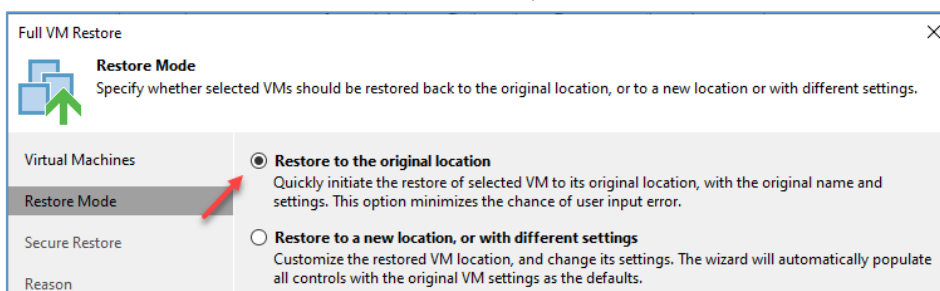 Full VM Restore
Restore Mode
Specify whether selected VMs should be restored back to the original location, or to a new location or with different settings.
Virtual Machines
Restore Mode
Secure Restore
Reason
Restore to the original location
Quickly initiate the restore of selected VM to its original location, with the original name and
settings. This option minimizes the chance of user input error.
Restore to a new location, or with different settings
Customize the restored VM location, and change its settings. The wizard will automatically populate
all controls with the original VM settings as the defaults.